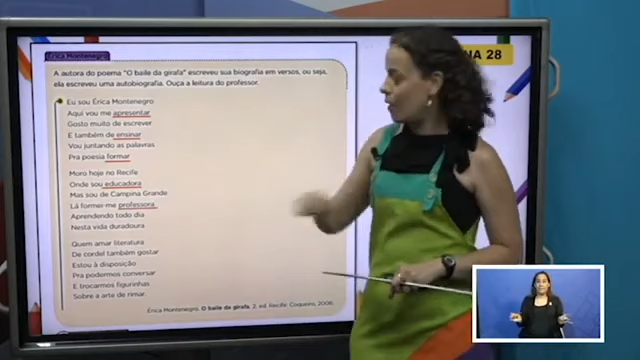 Érica Montenegro
NA 28
A autora do poema "O baile da girafa" escreveu sua biografia em versos, ou seja,
ela escreveu uma autobiografia. Ouça a leitura do professor.
Eu sou Érica Montenegro
Aqui vou me apresentar
Gosto muito de escrever
E também de ensinar
Vou juntando as palavras
Pra poesia formar
Moro hoje no Recife
Onde sou educadora
Mas sou de Campina Grande
Lá formei-me professora.
Aprendendo todo dia
Nesta vida duradoura
Quem amar literatura
De cordel também gostar
Estou à disposição
Pra podermos conversar
E trocarmos figurinhas
Sobre a arte de rimar.
Érica Montenegro. O baile da girafa. 2. ed. Recife: Coqueiro, 2008.